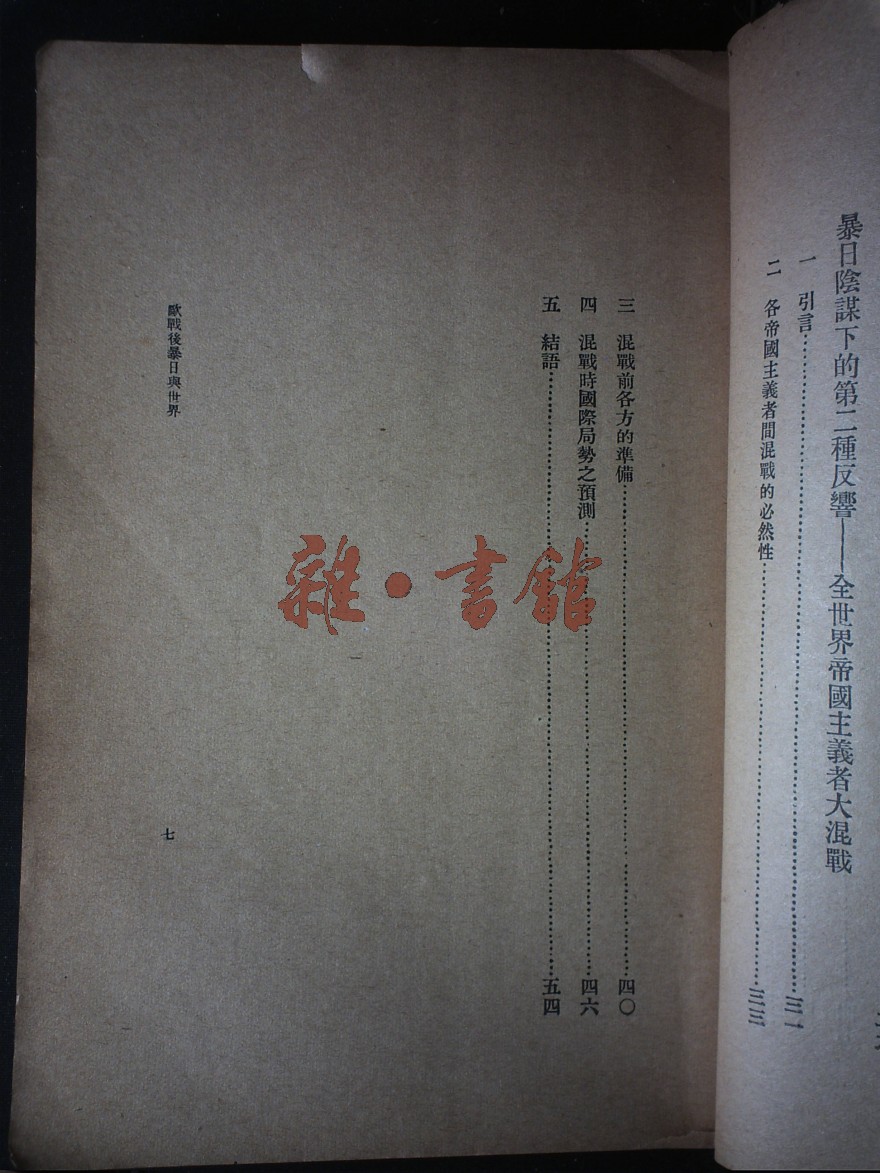 暴日陰謀下的第二種反響——全世界帝國主義者大混戰
一 引言……三一
二 各帝國主義者間混戰的必然性……三三
三 混戰前各方的準備……四〇
四 混戰時國際局勢之預測……四六
五 結語……五四
歐戰後暴日與世界
七
雜·書館